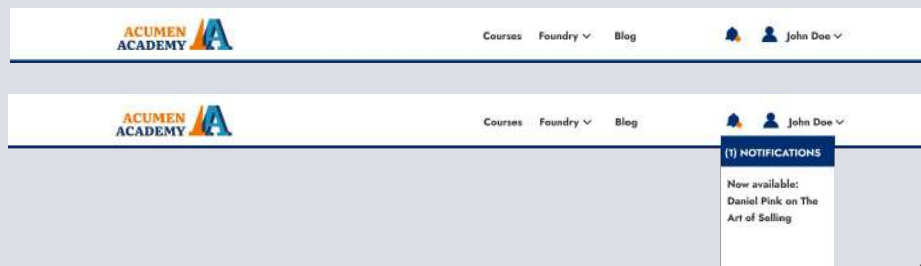 ACUMEN
ACADEMY
Courses Foundry Blog John Doe
ACUMEN
ACADEMY
Courses Foundry Blog John Doe
(1) NOTIFICATIONS
Now available:
Daniel Pink on The
Art of Selling